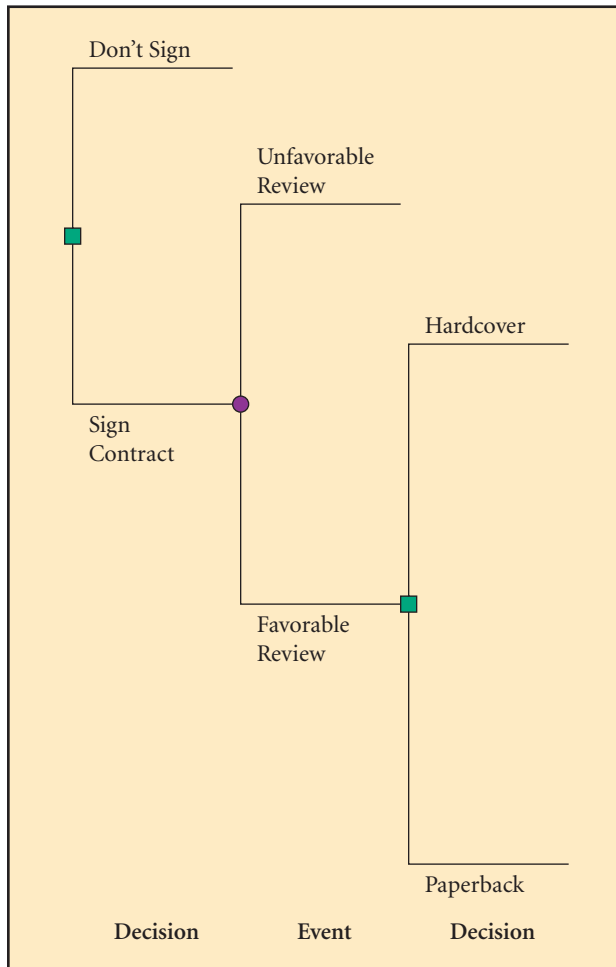 Don't Sign
Unfavorable
Review
Hardcover
Sign
Contract
Favorable
Review
Paperback
Decision Event Decision